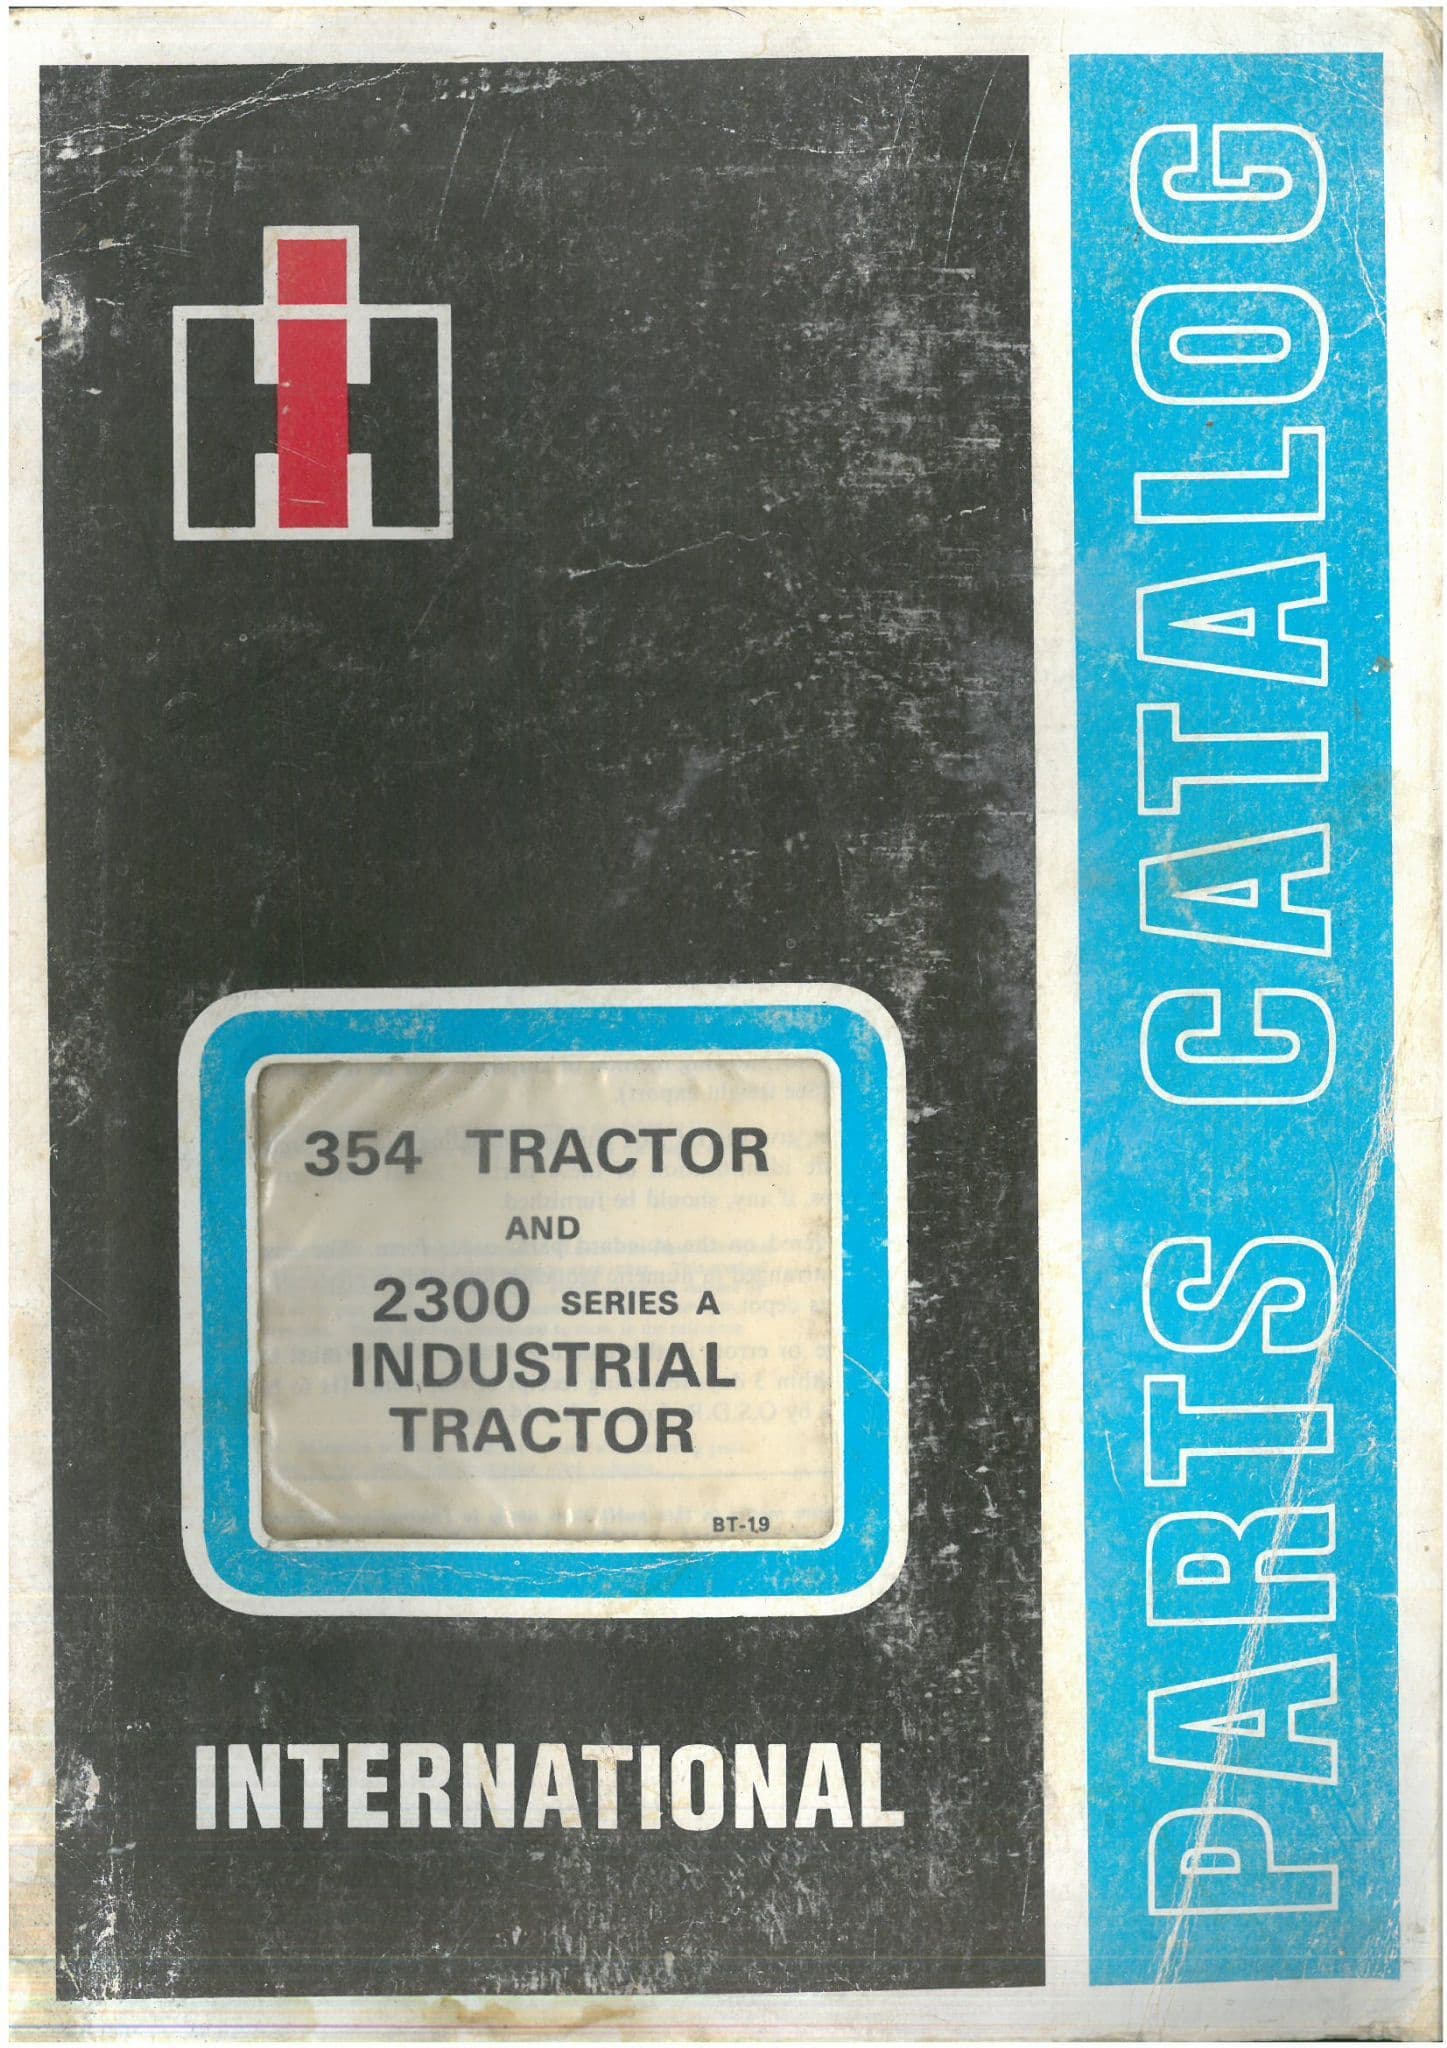 PARTS CATALOG
354 TRACTOR
AND
2300 SERIES A
INDUSTRIAL
TRACTOR
BT-19
INTERNATIONAL